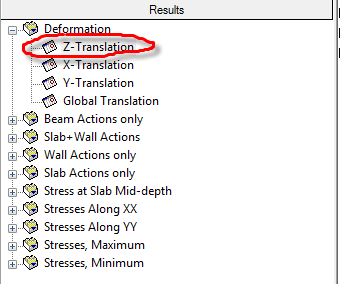 Results
Deformation
Z-Translation
X-Translation
Y-Translation
Global Translation
Beam Actions only
Slab+Wall Actions
Wall Actions only
Slab Actions only
Stress at Slab Mid-depth
Stresses Along XX
Stresses Along YY
Stresses, Maximum
Stresses, Minimum